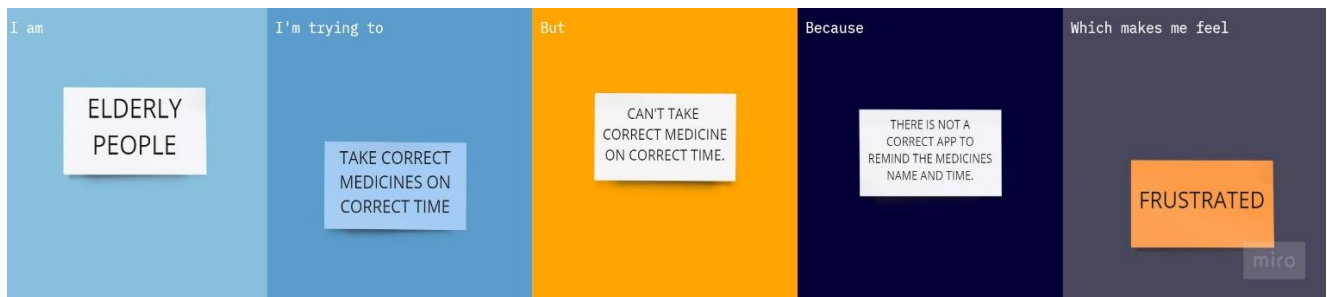 I am
ELDERLY
PEOPLE
I'm trying to
TAKE CORRECT
MEDICINES ON
CORRECT TIME
But
CAN'T TAKE
CORRECT MEDICINE
ON CORRECT TIME.
Because
THERE IS NOT A
CORRECT APP TO
REMIND THE MEDICINES
NAME AND TIME.
Which makes me feel
FRUSTRATED
miro